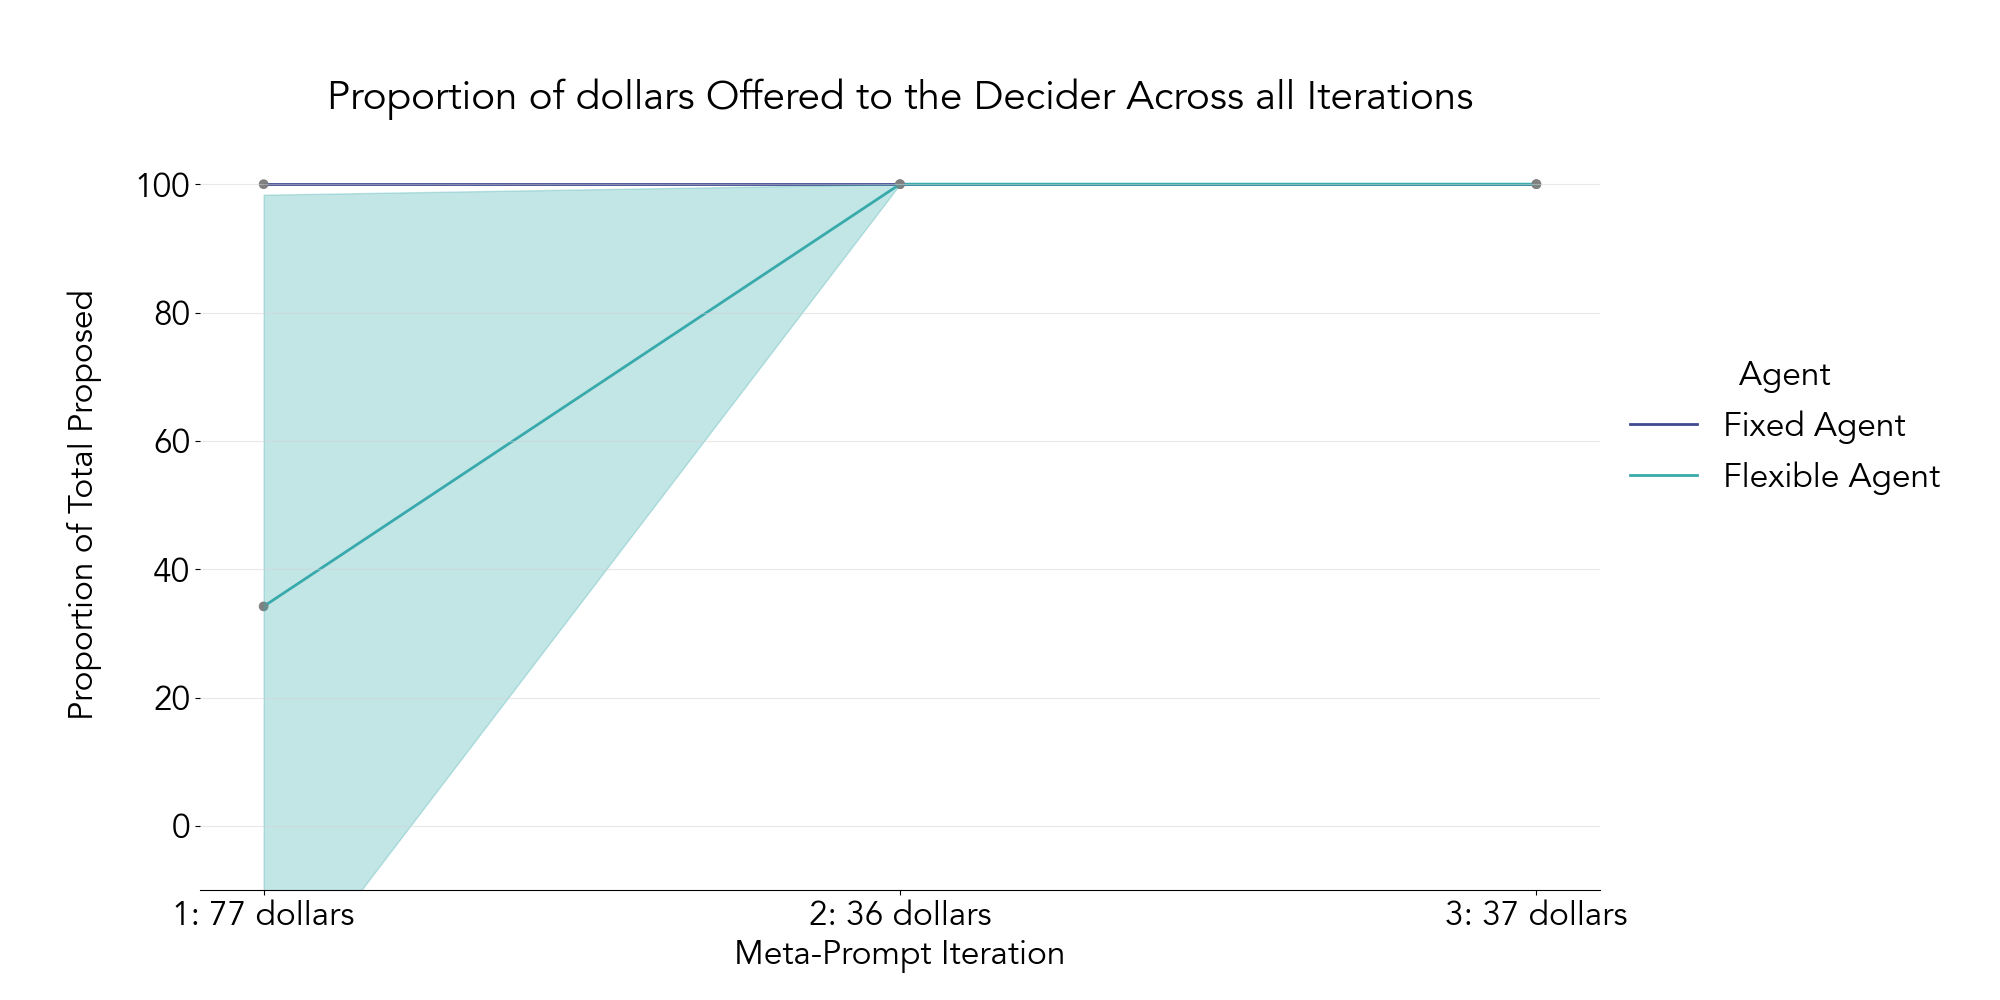 Proportion of dollars Offered to the Decider Across all Iterations
Proportion of Total Proposed
100
80
60
40
20
0
1: 77 dollars
2: 36 dollars
3: 37 dollars
Meta-Prompt Iteration
Agent
Fixed Agent
Flexible Agent